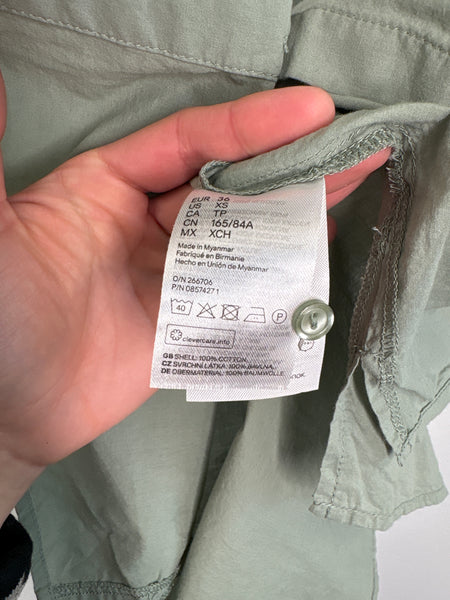 EUR 36
US XS
CA TP
CN 165/84A
MX XCH
Made in Myanmar
Fabriqué en Birmanie
Hecho en Unión de Myanmar
O/N 266706
P/N 0857427 1
40 P
clevercare.info
GB SHELL: 100% COTTON.
CZ SVRCHNÍ LÁTKA: 100% BAVLNA.
DE OBERMATERIAL: 100% BAUMWOLLE.